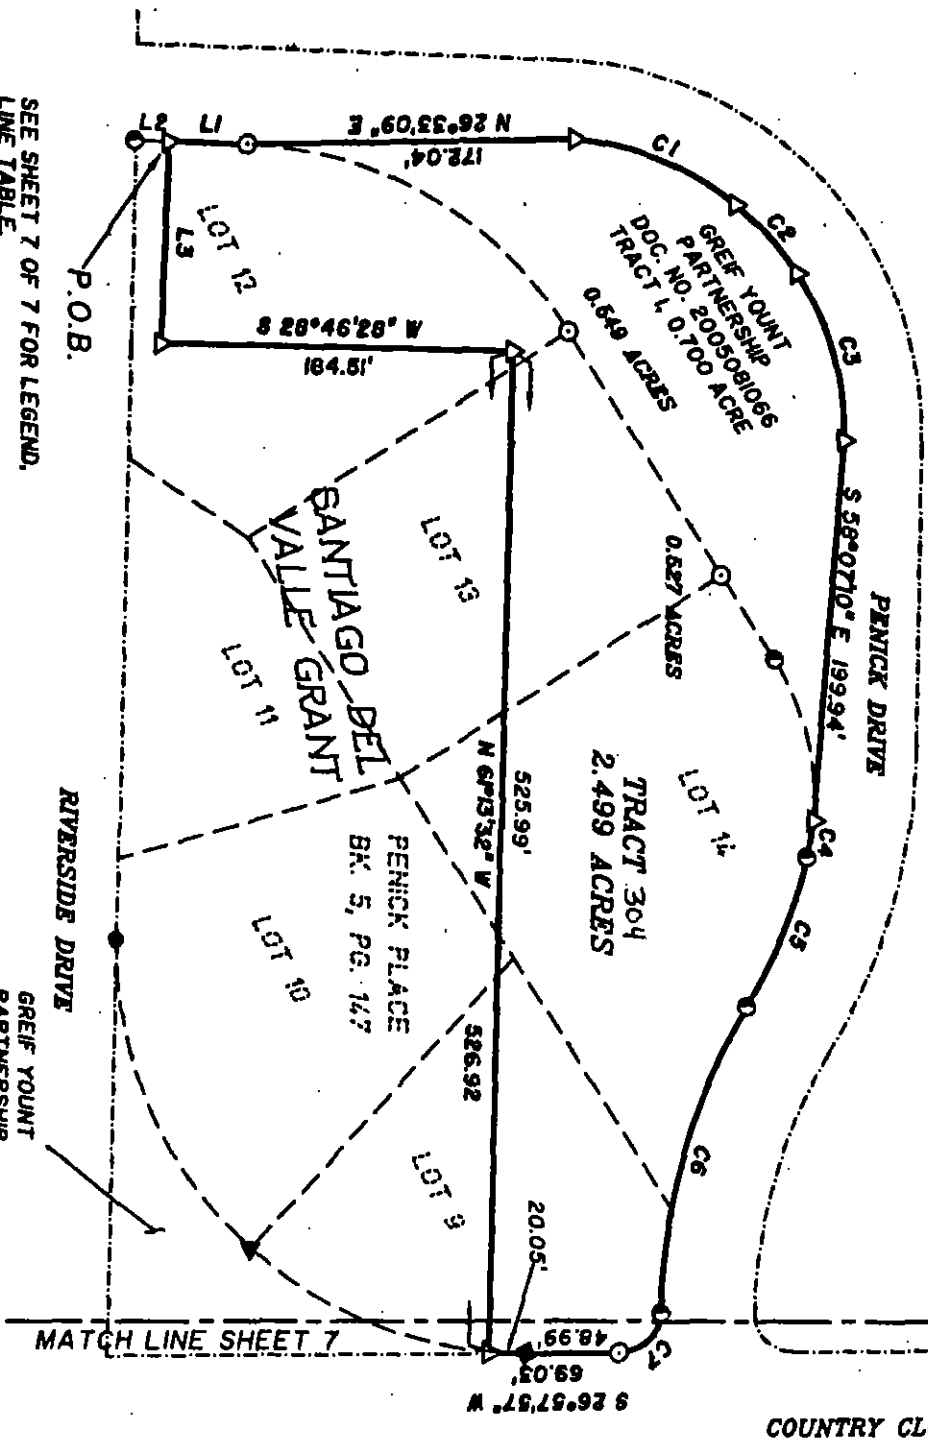 SEE SHEET 7 OF 7 FOR LEGEND,
LINE TABLE
P.O.B.
L2
L1
L3
N 26°33'09" E
172.04'
C1
C2
C3
C4
C5
C6
C7
GREIF YOUNT
PARTNERSHIP
DOC. NO. 2005081066
TRACT 1, 0.700 ACRE
0.549 ACRES
0.527 ACRES
LOT 12
S 28°46'28" W
184.51'
S 58°07'10" E 199.94'
PENICK DRIVE
LOT 13
LOT 14
SANTIAGO DEL
VALLE GRANT
LOT 11
TRACT 304
2.499 ACRES
525.99'
N 61°13'32" W
526.92
PENICK PLACE
BK. 5, PG. 147
LOT 10
LOT 9
RIVERSIDE DRIVE
GREIF YOUNT
PARTNERSHIP
20.05'
48.99'
69.03'
S 26°57'57" W
MATCH LINE SHEET 7
COUNTRY CL